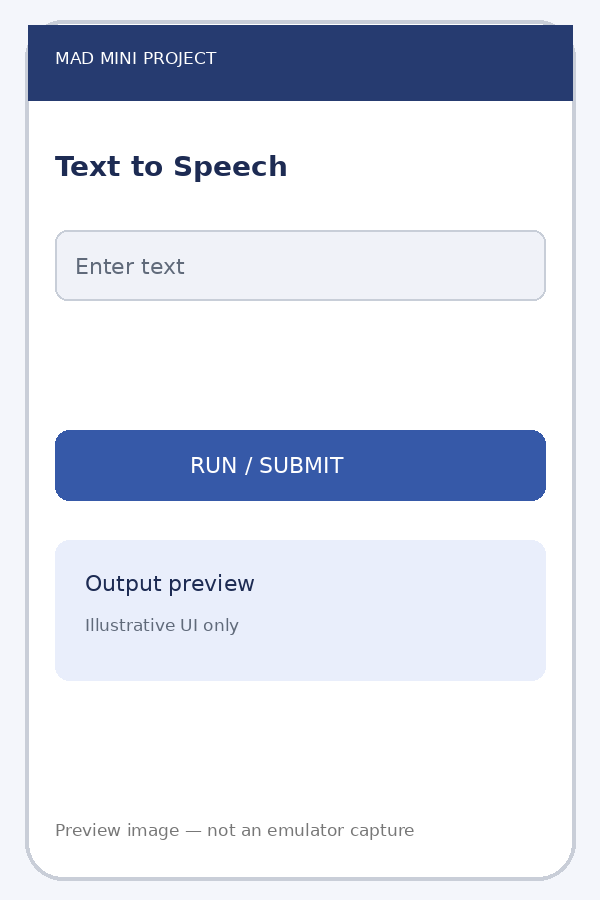 MAD MINI PROJECT
Text to Speech
Enter text
RUN / SUBMIT
Output preview
Illustrative UI only
Preview image — not an emulator capture